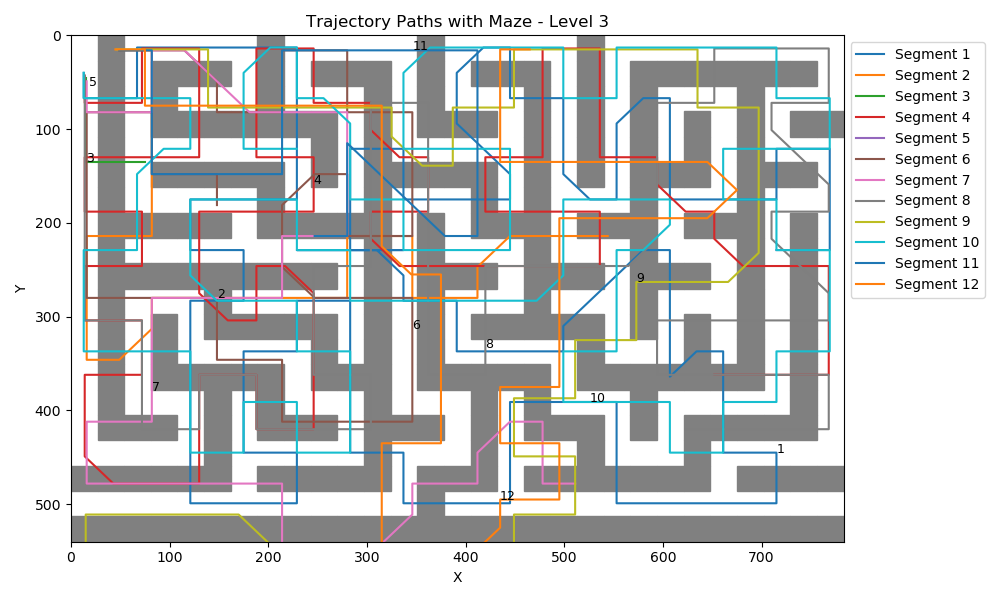 Trajectory Paths with Maze - Level 3
0
100
200
300
400
500
Y
0
100
200
300
400
500
600
700
X
11
5
3
4
2
9
6
8
7
10
1
12
Segment 1
Segment 2
Segment 3
Segment 4
Segment 5
Segment 6
Segment 7
Segment 8
Segment 9
Segment 10
Segment 11
Segment 12